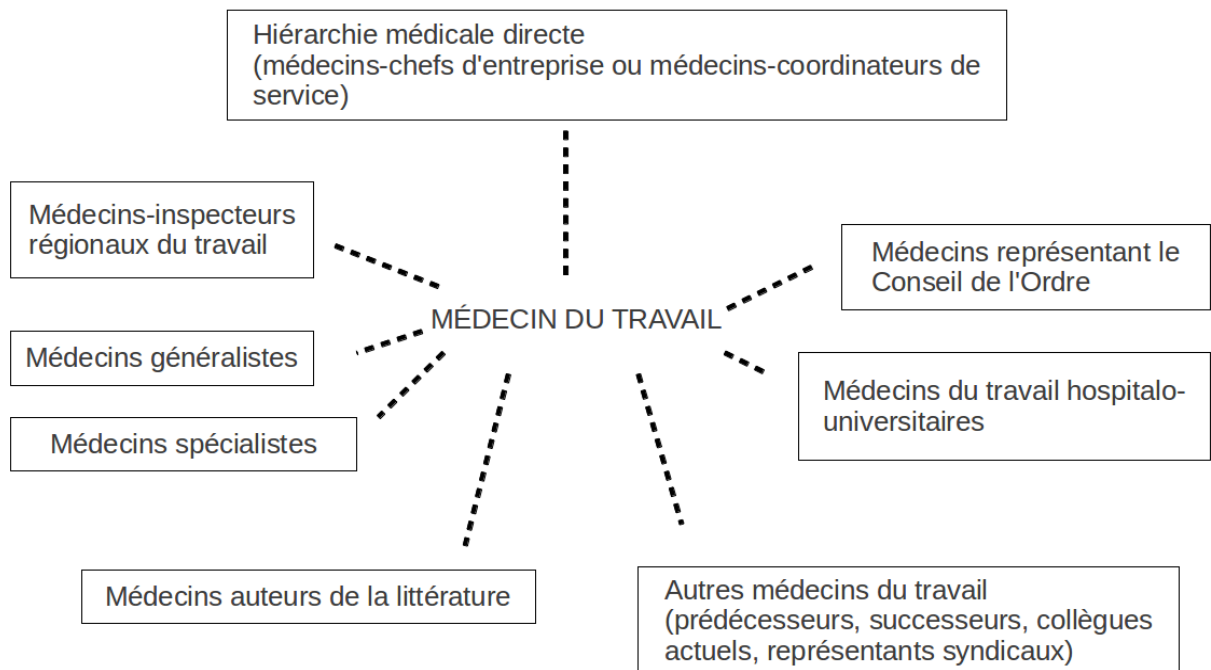 Hiérarchie médicale directe
(médecins-chefs d'entreprise ou médecins-coordinateurs de
service)
Médecins-inspecteurs
régionaux du travail
Médecins représentant le
Conseil de l'Ordre
MÉDECIN DU TRAVAIL
Médecins généralistes
Médecins du travail hospitalo-
universitaires
Médecins spécialistes
Médecins auteurs de la littérature
Autres médecins du travail
(prédécesseurs, successeurs, collègues
actuels, représentants syndicaux)